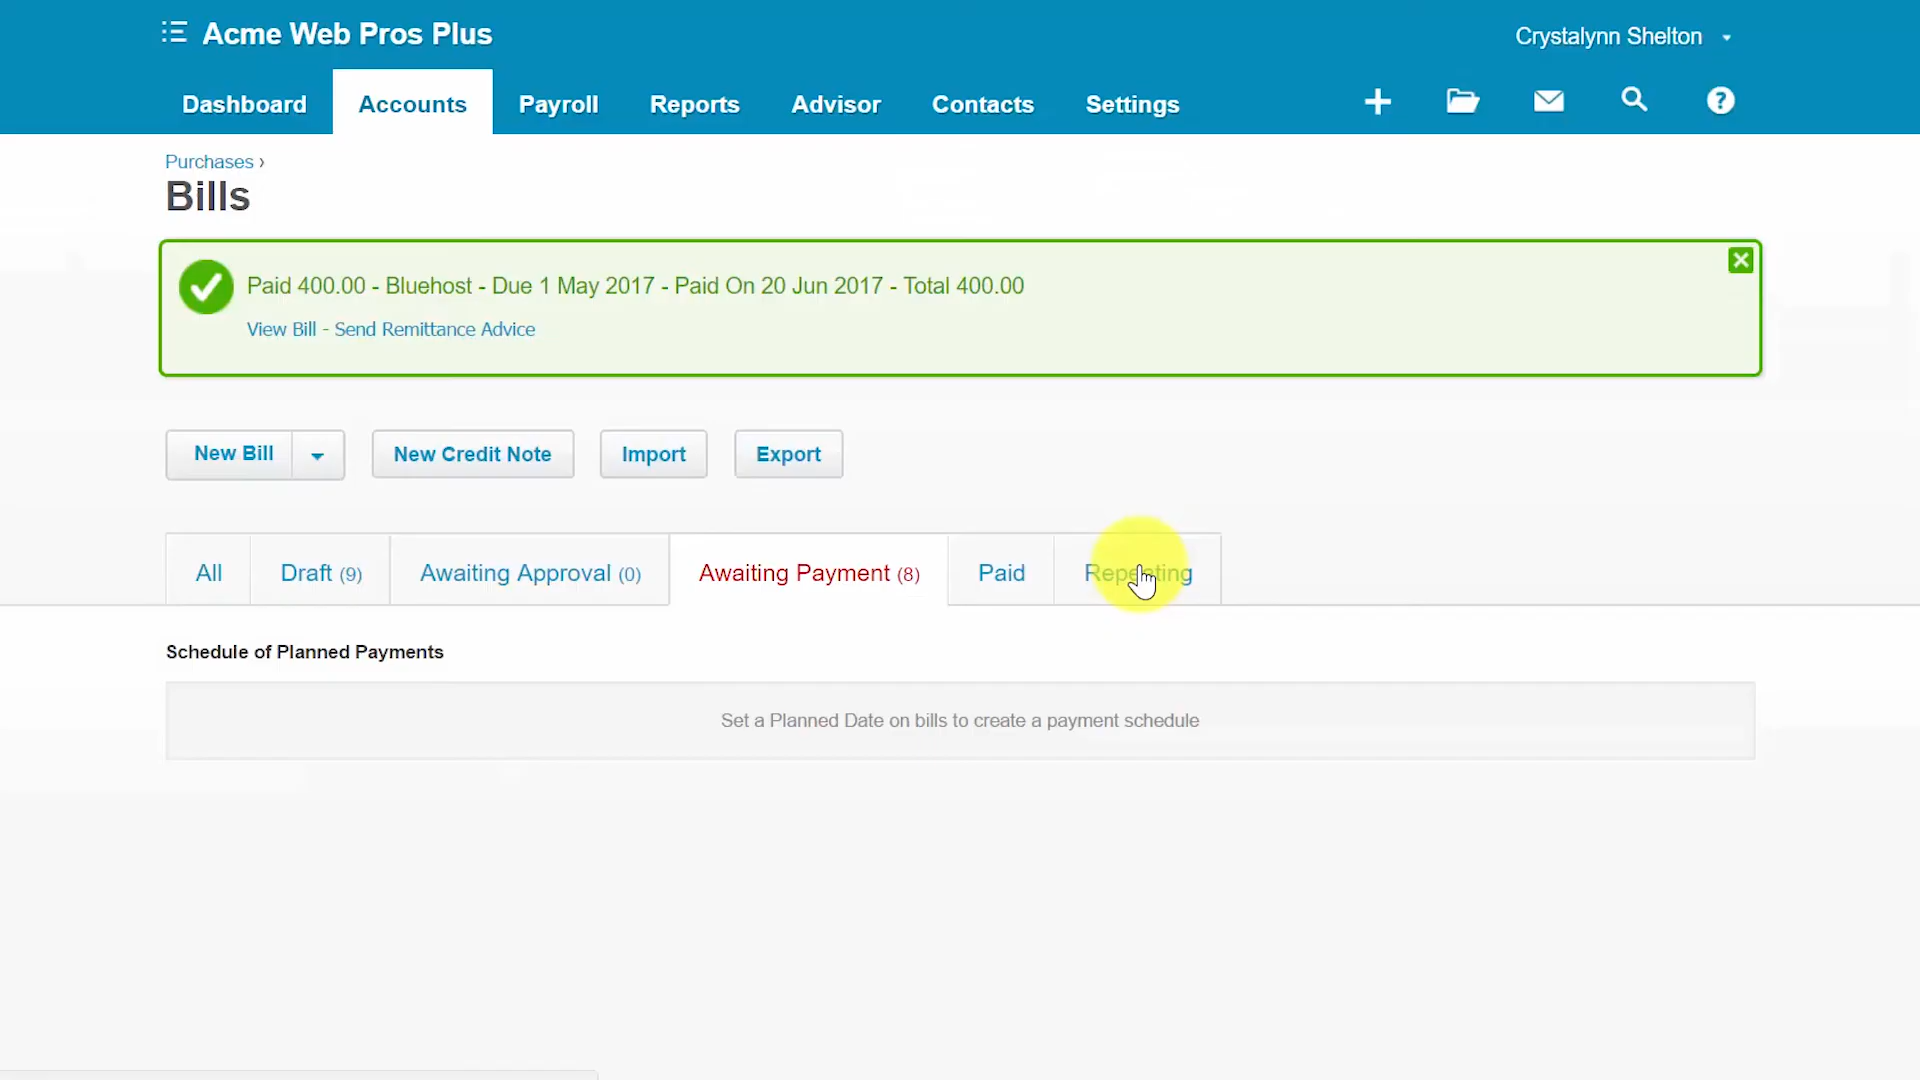 Acme Web Pros Plus
Crystalynn Shelton
Dashboard Accounts Payroll Reports Advisor Contacts Settings
Purchases ›
Bills
Paid 400.00 - Bluehost - Due 1 May 2017 - Paid On 20 Jun 2017 - Total 400.00
View Bill - Send Remittance Advice
New Bill New Credit Note Import Export
All Draft (9) Awaiting Approval (0) Awaiting Payment (8) Paid Repeating
Schedule of Planned Payments
Set a Planned Date on bills to create a payment schedule